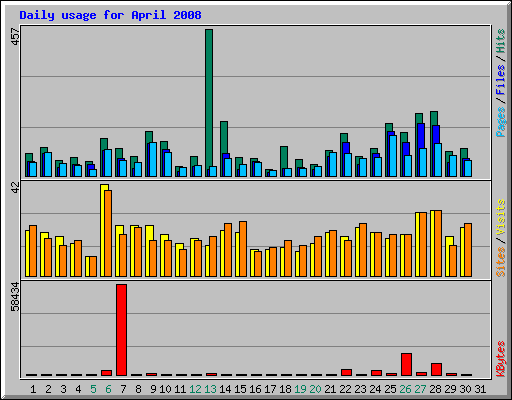 Daily usage for April 2008
457
Pages / Files / Hits
42
Sites / Visits
58434
KBytes
1 2 3 4 5 6 7 8 9 10 11 12 13 14 15 16 17 18 19 20 21 22 23 24 25 26 27 28 29 30 31